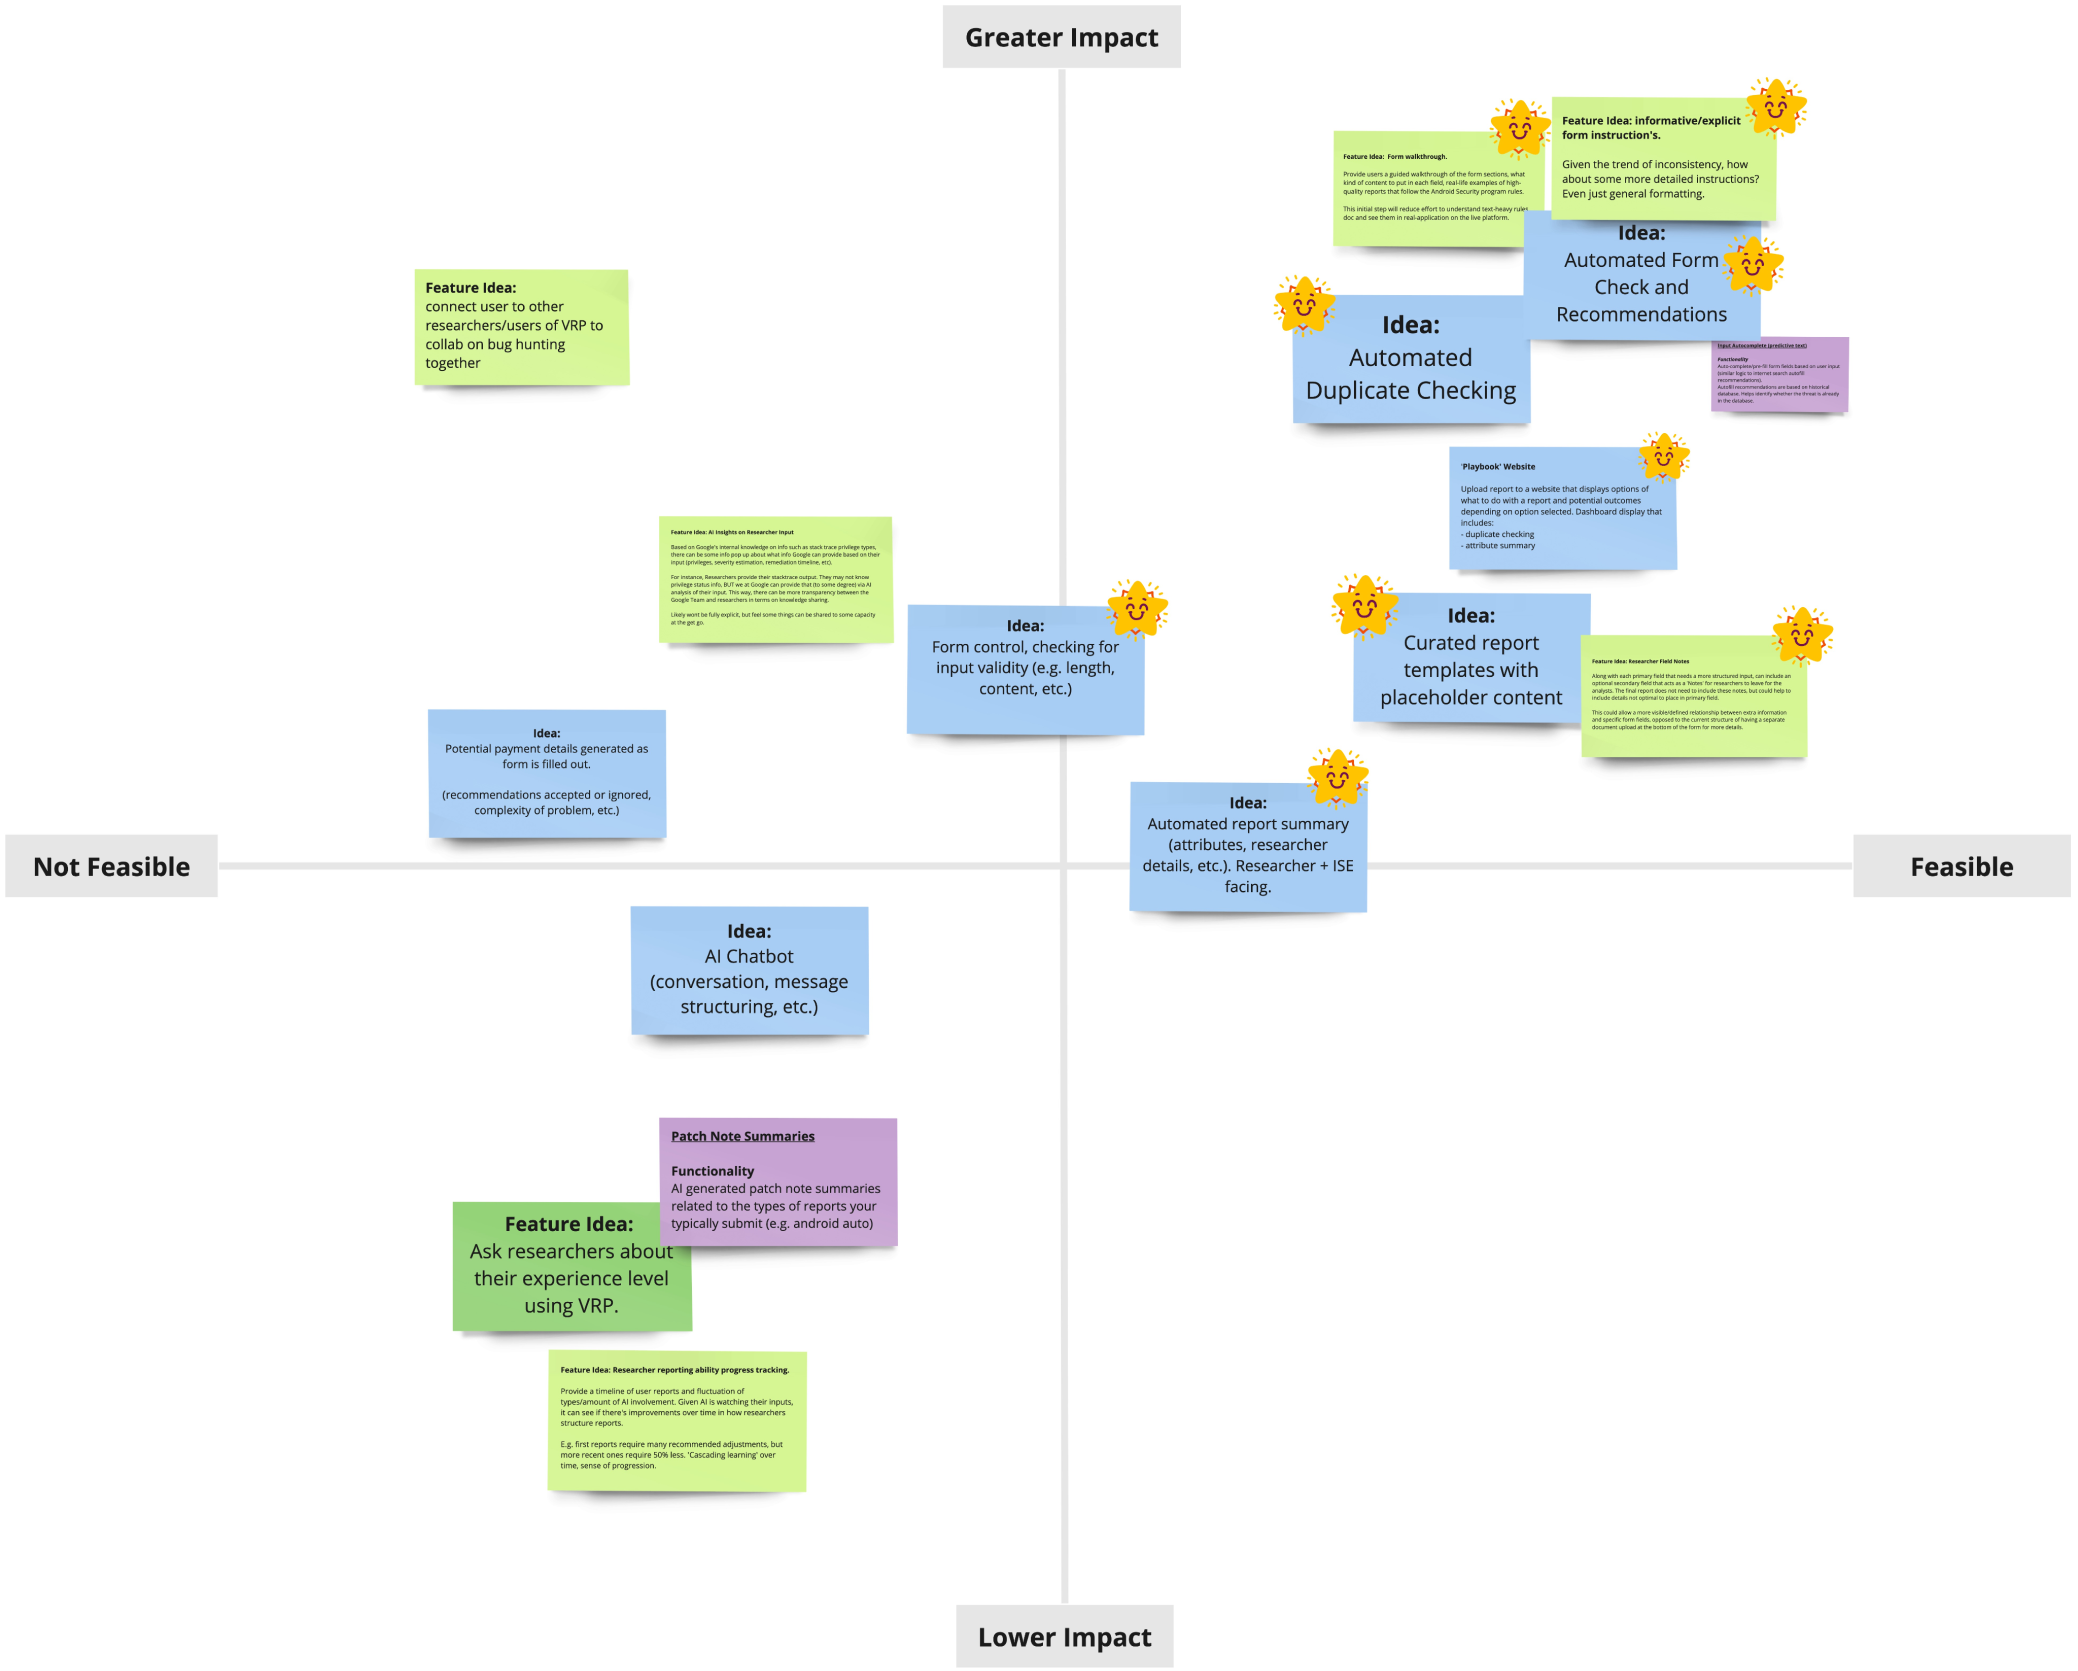 Greater Impact
Feature Idea: Form walkthrough.
Provide users a guided walkthrough of the form sections, what
kind of content to put in each field, real-life examples of high-
quality reports that follow the Android Security program rules.
This initial step will reduce effort to understand text-heavy rules
doc and see them in real-application on the live platform.
Feature Idea: informative/explicit
form instruction's.
Given the trend of inconsistency, how
about some more detailed instructions?
Even just general formatting.
Idea:
Automated Form
Check and
Recommendations
Feature Idea:
connect user to other
researchers/users of VRP to
collab on bug hunting
together
Idea:
Automated
Duplicate Checking
Input Autocomplete (predictive text)
Functionality
Auto-complete/pre-fill form fields based on user input
(similar logic to internet search autofill
recommendations).
Autofill recommendations are based on historical
database. Helps identify whether the threat is already
in the database.
'Playbook' Website
Upload report to a website that displays options of
what to do with a report and potential outcomes
depending on option selected. Dashboard display that
includes:
- duplicate checking
- attribute summary
Feature Idea: AI Insights on Researcher Input
Based on Google's internal knowledge on info such as stack trace privilege types,
there can be some info pop up about what info Google can provide based on their
input (privileges, severity estimation, remediation timeline, etc).
For instance, Researchers provide their stacktrace output. They may not know
privilege status info, BUT we at Google can provide that (to some degree) via AI
analysis of their input. This way, there can be more transparency between the
Google Team and researchers in terms on knowledge sharing.
Likely wont be fully explicit, but feel some things can be shared to some capacity
at the get go.
Idea:
Form control, checking for
input validity (e.g. length,
content, etc.)
Idea:
Curated report
templates with
placeholder content
Feature Idea: Researcher Field Notes
Along with each primary field that needs a more structured input, can include an
optional secondary field that acts as a 'Notes' for researchers to leave for the
analysts. The final report does not need to include these notes, but could help to
include details not optimal to place in primary field.
This could allow a more visible/defined relationship between extra information
and specific form fields, opposed to the current structure of having a separate
document upload at the bottom of the form for more details.
Idea:
Potential payment details generated as
form is filled out.
(recommendations accepted or ignored,
complexity of problem, etc.)
Idea:
Automated report summary
(attributes, researcher
details, etc.). Researcher + ISE
facing.
Not Feasible
Feasible
Idea:
AI Chatbot
(conversation, message
structuring, etc.)
Patch Note Summaries
Functionality
AI generated patch note summaries
related to the types of reports your
typically submit (e.g. android auto)
Feature Idea:
Ask researchers about
their experience level
using VRP.
Feature Idea: Researcher reporting ability progress tracking.
Provide a timeline of user reports and fluctuation of
types/amount of AI involvement. Given AI is watching their inputs,
it can see if there's improvements over time in how researchers
structure reports.
E.g. first reports require many recommended adjustments, but
more recent ones require 50% less. 'Cascading learning' over
time, sense of progression.
Lower Impact